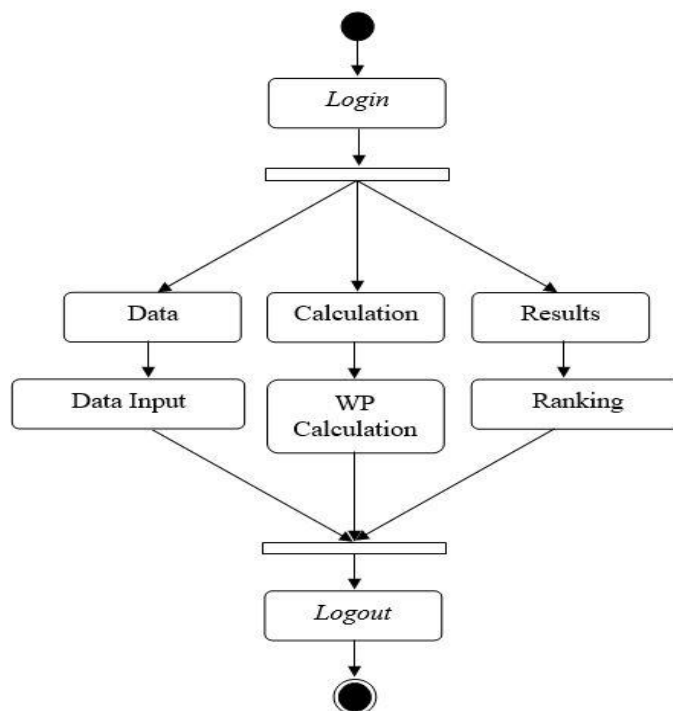 Login
Data
Calculation
Results
Data Input
WP
Calculation
Ranking
Logout